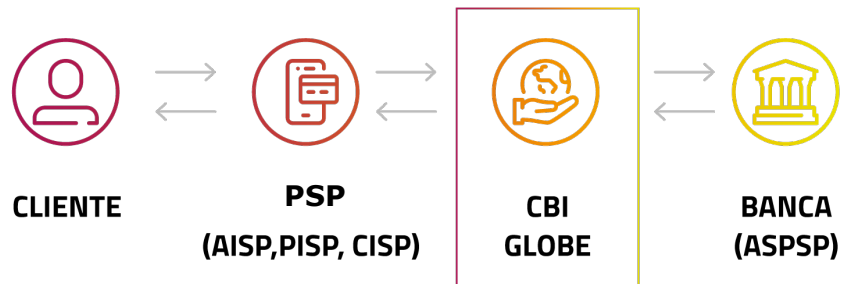 CLIENTE
PSP
(AISP,PISP, CISP)
CBI
GLOBE
BANCA
(ASPSP)